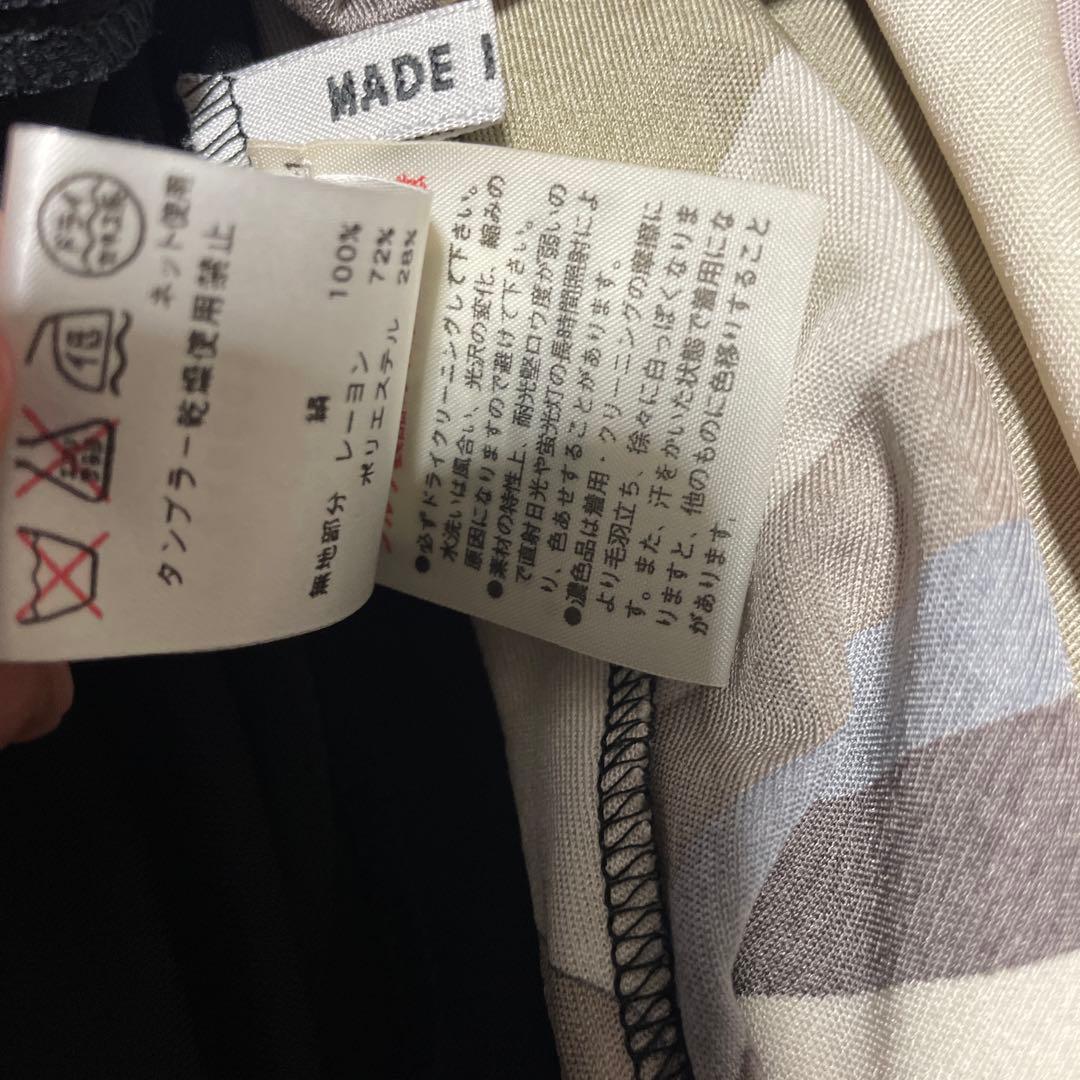 MADE
ドライ
ネット使用
低
タンブラー乾燥使用禁止
絹 100%
無地部分 レーヨン 72%
ポリエステル 28%
●必ずドライクリーニングして下さい。
水洗いは風合い、光沢の変化、縮みの
原因になりますので避けて下さい。
●素材の特性上、耐光堅ロウ度が弱いの
で直射日光や蛍光灯の長時間照射によ
り、色あせすることがあります。
●濃色品は着用・クリーニングの摩擦に
より毛羽立ち、徐々に白っぽくなりま
す。また、汗をかいた状態で着用にな
りますと、他のものに色移りすること
があります。